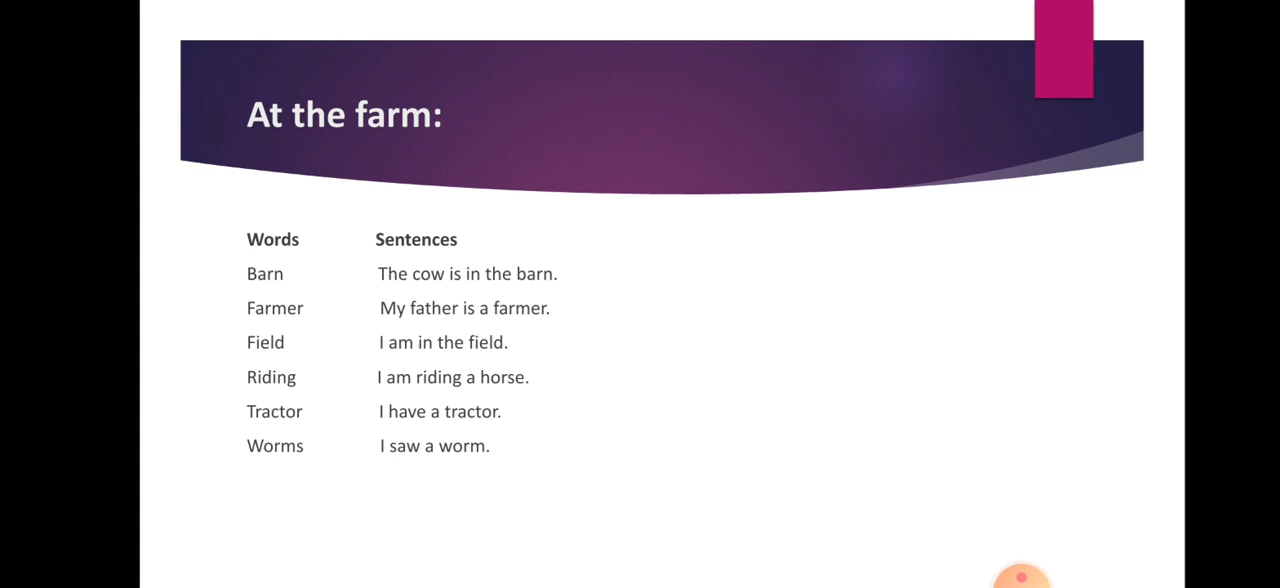 At the farm:
Words Sentences
Barn The cow is in the barn.
Farmer My father is a farmer.
Field I am in the field.
Riding I am riding a horse.
Tractor I have a tractor.
Worms I saw a worm.